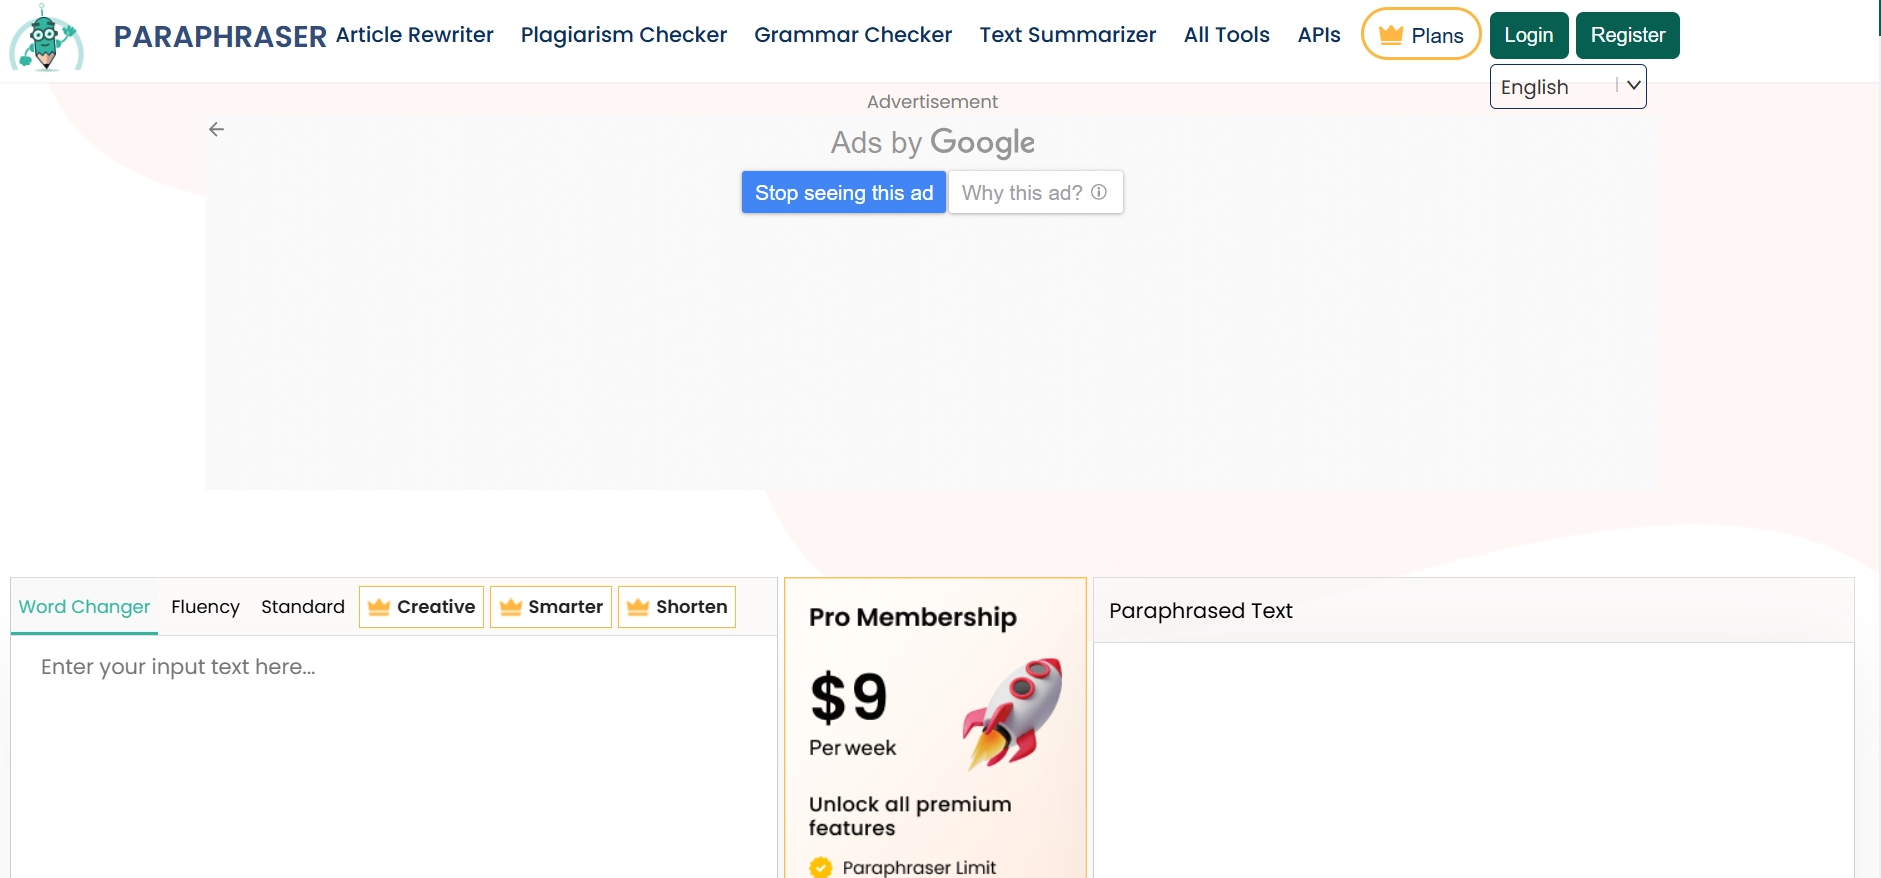 PARAPHRASER Article Rewriter Plagiarism Checker Grammar Checker Text Summarizer All Tools APIs Plans Login Register
English
Advertisement
Ads by Google
Stop seeing this ad Why this ad?
Word Changer Fluency Standard Creative Smarter Shorten
Enter your input text here...
Pro Membership
$9
Per week
Unlock all premium
features
Paraphraser Limit
Paraphrased Text